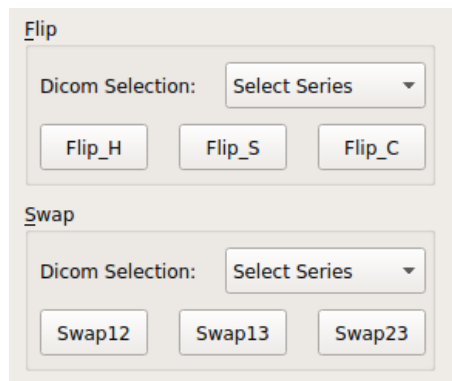 Flip
Dicom Selection: Select Series
Flip_H Flip_S Flip_C
Swap
Dicom Selection: Select Series
Swap12 Swap13 Swap23